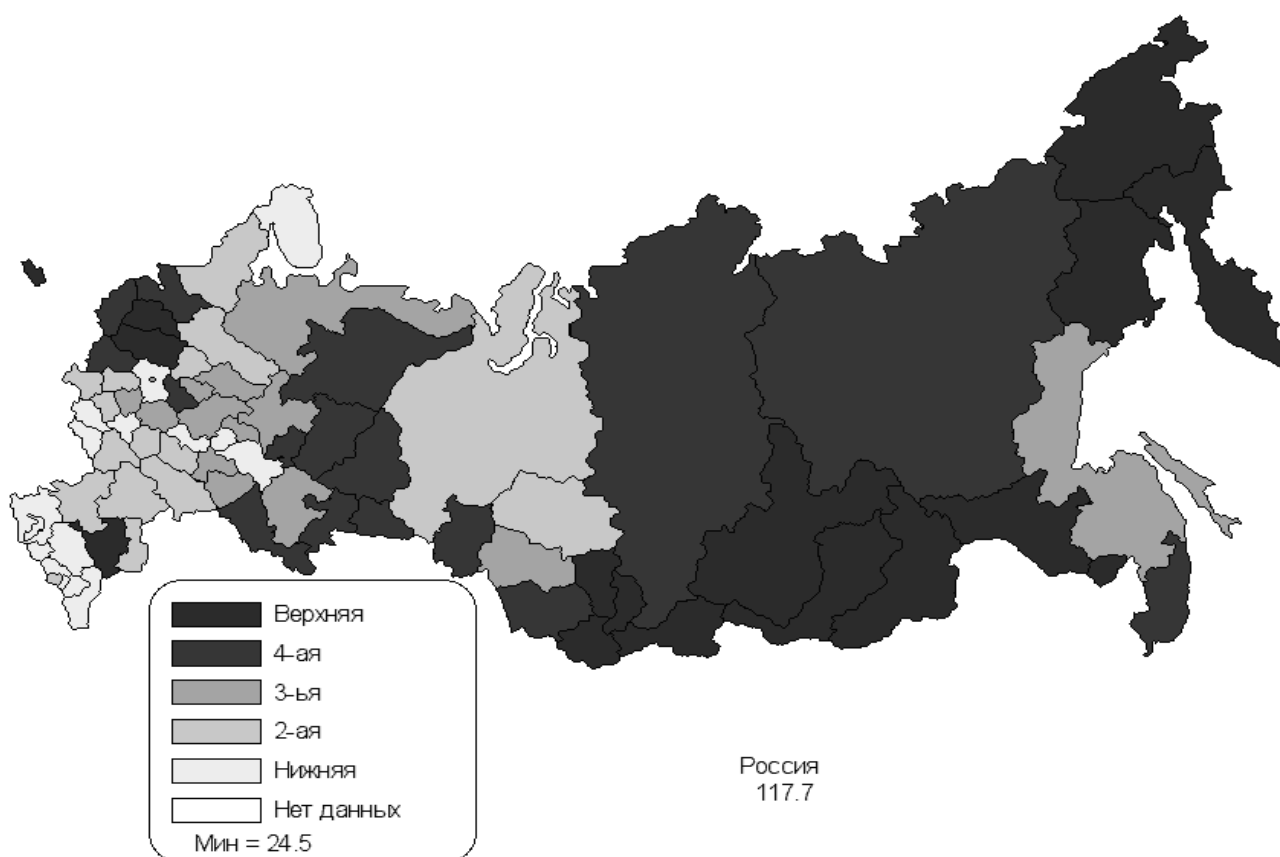 Верхняя
4-ая
3-ья
2-ая
Нижняя
Нет данных
Мин = 24.5
Россия
117.7